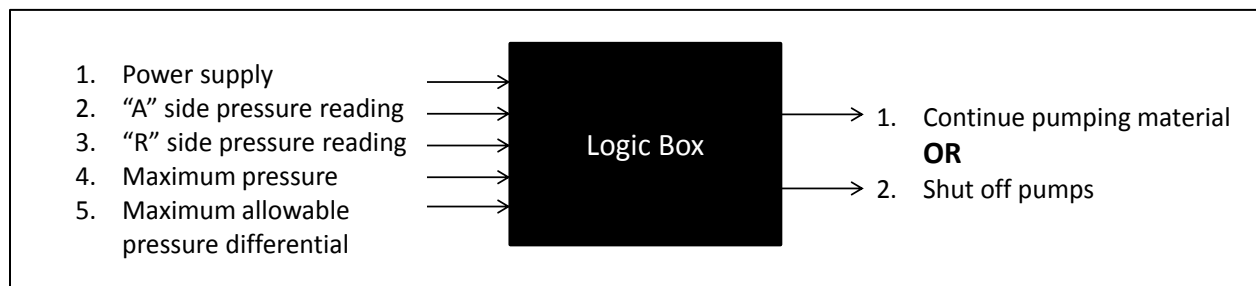 1. Power supply
2. “A” side pressure reading
3. “R” side pressure reading
4. Maximum pressure
5. Maximum allowable
pressure differential
Logic Box
1. Continue pumping material
OR
2. Shut off pumps